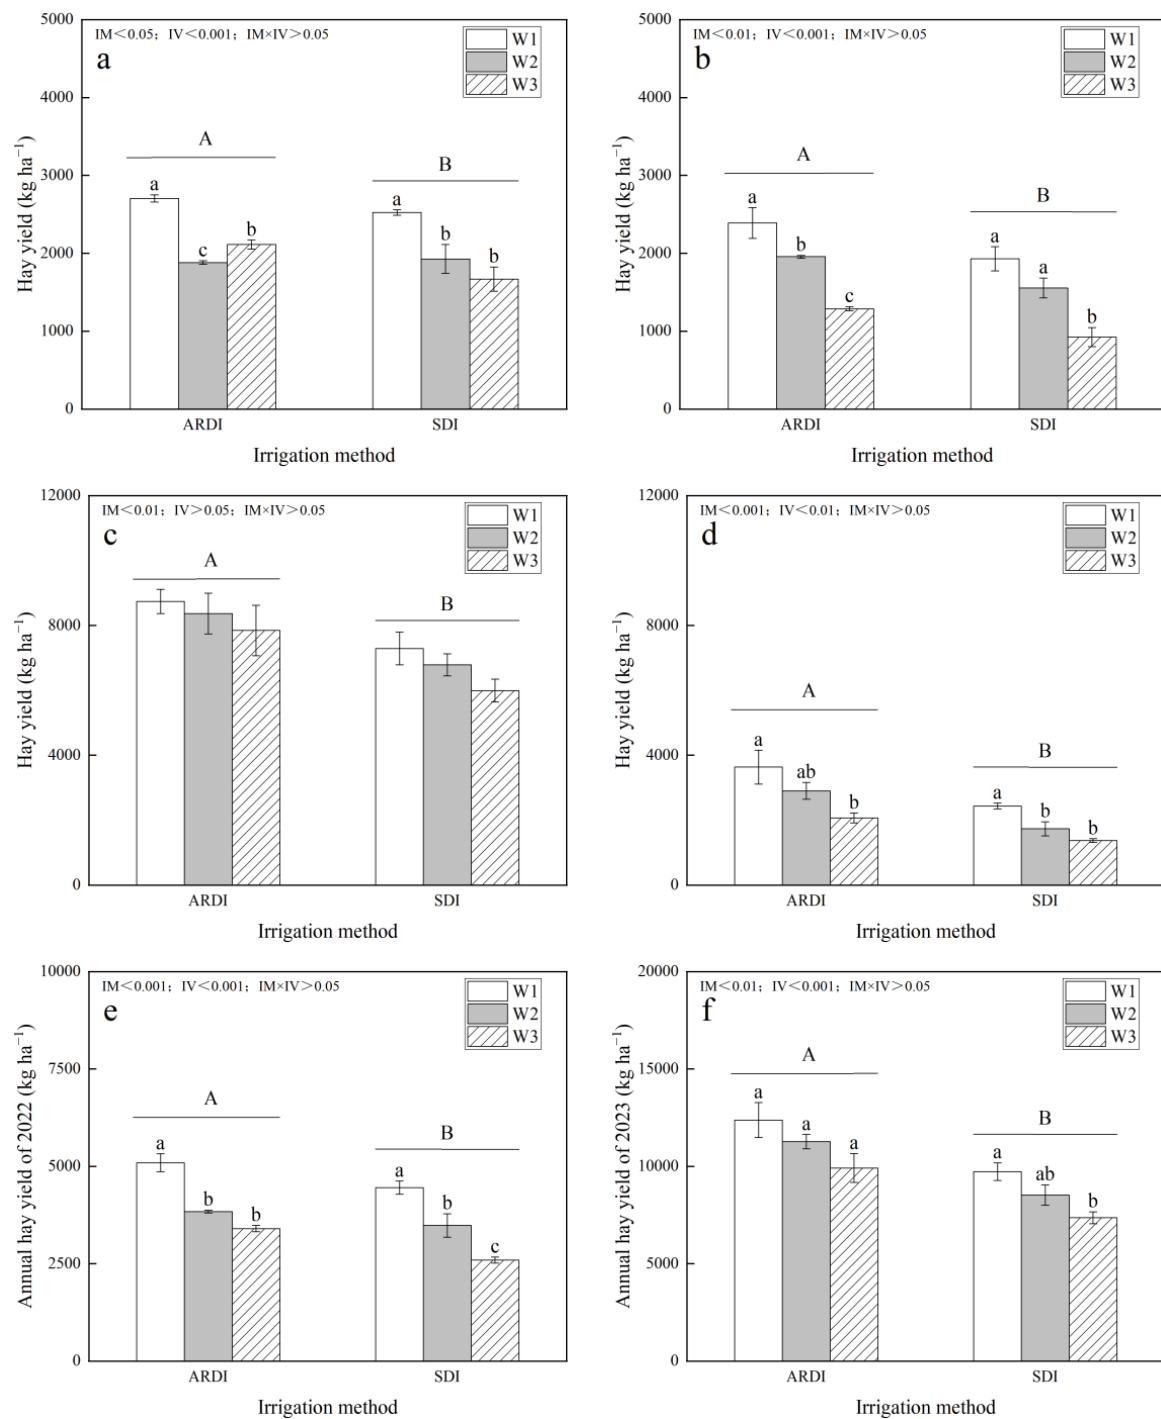 IM<0.05; IV<0.001; IM×IV>0.05
a
W1
W2
W3
A
B
a
c
b
a
b
b
5000
4000
3000
2000
1000
0
Hay yield (kg ha⁻¹)
ARDI
SDI
Irrigation method
IM<0.01; IV<0.001; IM×IV>0.05
b
W1
W2
W3
A
B
a
b
c
a
a
b
5000
4000
3000
2000
1000
0
Hay yield (kg ha⁻¹)
ARDI
SDI
Irrigation method
IM<0.01; IV>0.05; IM×IV>0.05
c
W1
W2
W3
A
B
12000
8000
4000
0
Hay yield (kg ha⁻¹)
ARDI
SDI
Irrigation method
IM<0.001; IV<0.01; IM×IV>0.05
d
W1
W2
W3
A
B
a
ab
b
a
b
b
12000
8000
4000
0
Hay yield (kg ha⁻¹)
ARDI
SDI
Irrigation method
IM<0.001; IV<0.001; IM×IV>0.05
e
W1
W2
W3
A
B
a
b
b
a
b
c
10000
7500
5000
2500
0
Annual hay yield of 2022 (kg ha⁻¹)
ARDI
SDI
Irrigation method
IM<0.01; IV<0.001; IM×IV>0.05
f
W1
W2
W3
A
B
a
a
a
a
ab
b
20000
15000
10000
5000
0
Annual hay yield of 2023 (kg ha⁻¹)
ARDI
SDI
Irrigation method